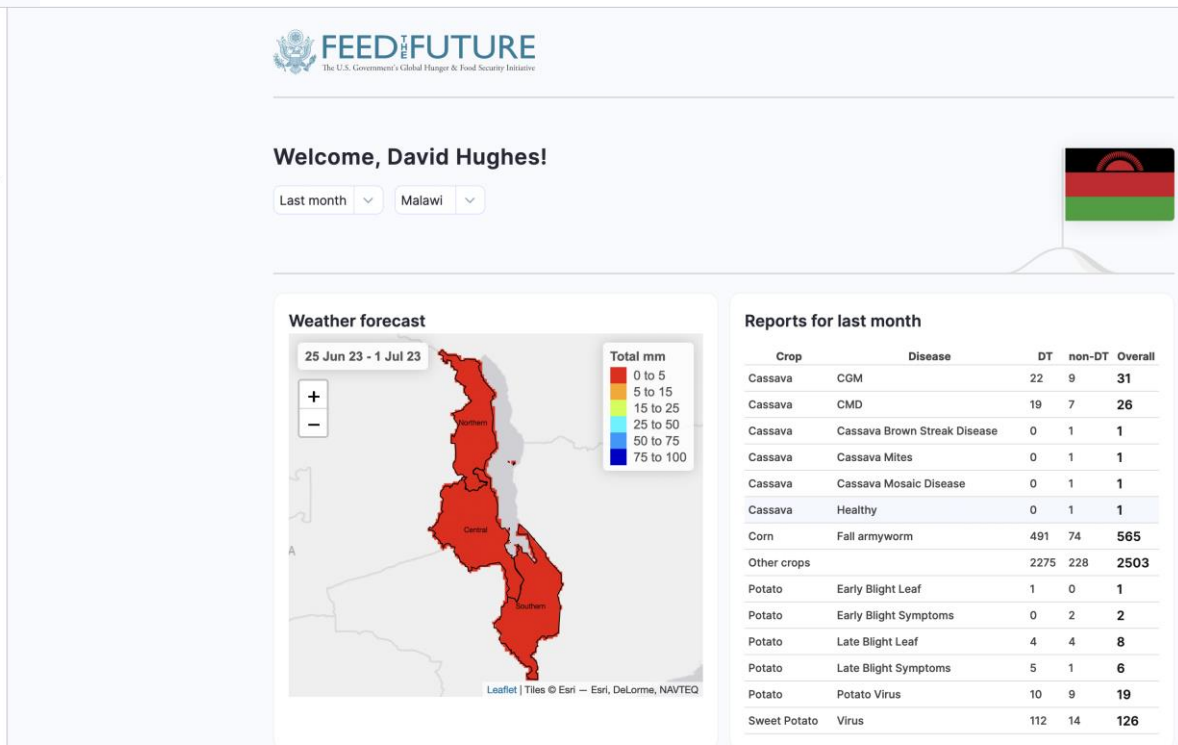 FEED THE FUTURE
The U.S. Government's Global Hunger & Food Security Initiative
Welcome, David Hughes!
Last month
Malawi
Weather forecast
25 Jun 23 - 1 Jul 23
+
−
Total mm
0 to 5
5 to 15
15 to 25
25 to 50
50 to 75
75 to 100
Northern
Central
Southern
A
Leaflet | Tiles © Esri — Esri, DeLorme, NAVTEQ
Reports for last month
Crop Disease DT non-DT Overall
Cassava CGM 22 9 31
Cassava CMD 19 7 26
Cassava Cassava Brown Streak Disease 0 1 1
Cassava Cassava Mites 0 1 1
Cassava Cassava Mosaic Disease 0 1 1
Cassava Healthy 0 1 1
Corn Fall armyworm 491 74 565
Other crops 2275 228 2503
Potato Early Blight Leaf 1 0 1
Potato Early Blight Symptoms 0 2 2
Potato Late Blight Leaf 4 4 8
Potato Late Blight Symptoms 5 1 6
Potato Potato Virus 10 9 19
Sweet Potato Virus 112 14 126